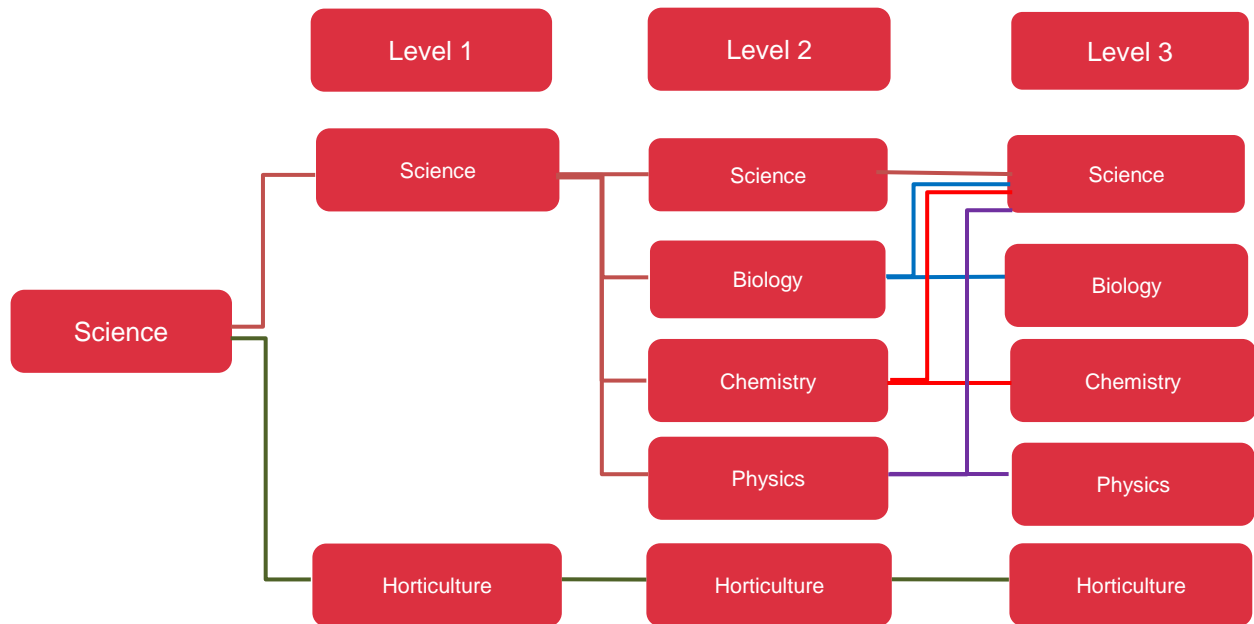 Level 1
Level 2
Level 3
Science
Science
Science
Science
Biology
Biology
Chemistry
Chemistry
Physics
Physics
Horticulture
Horticulture
Horticulture